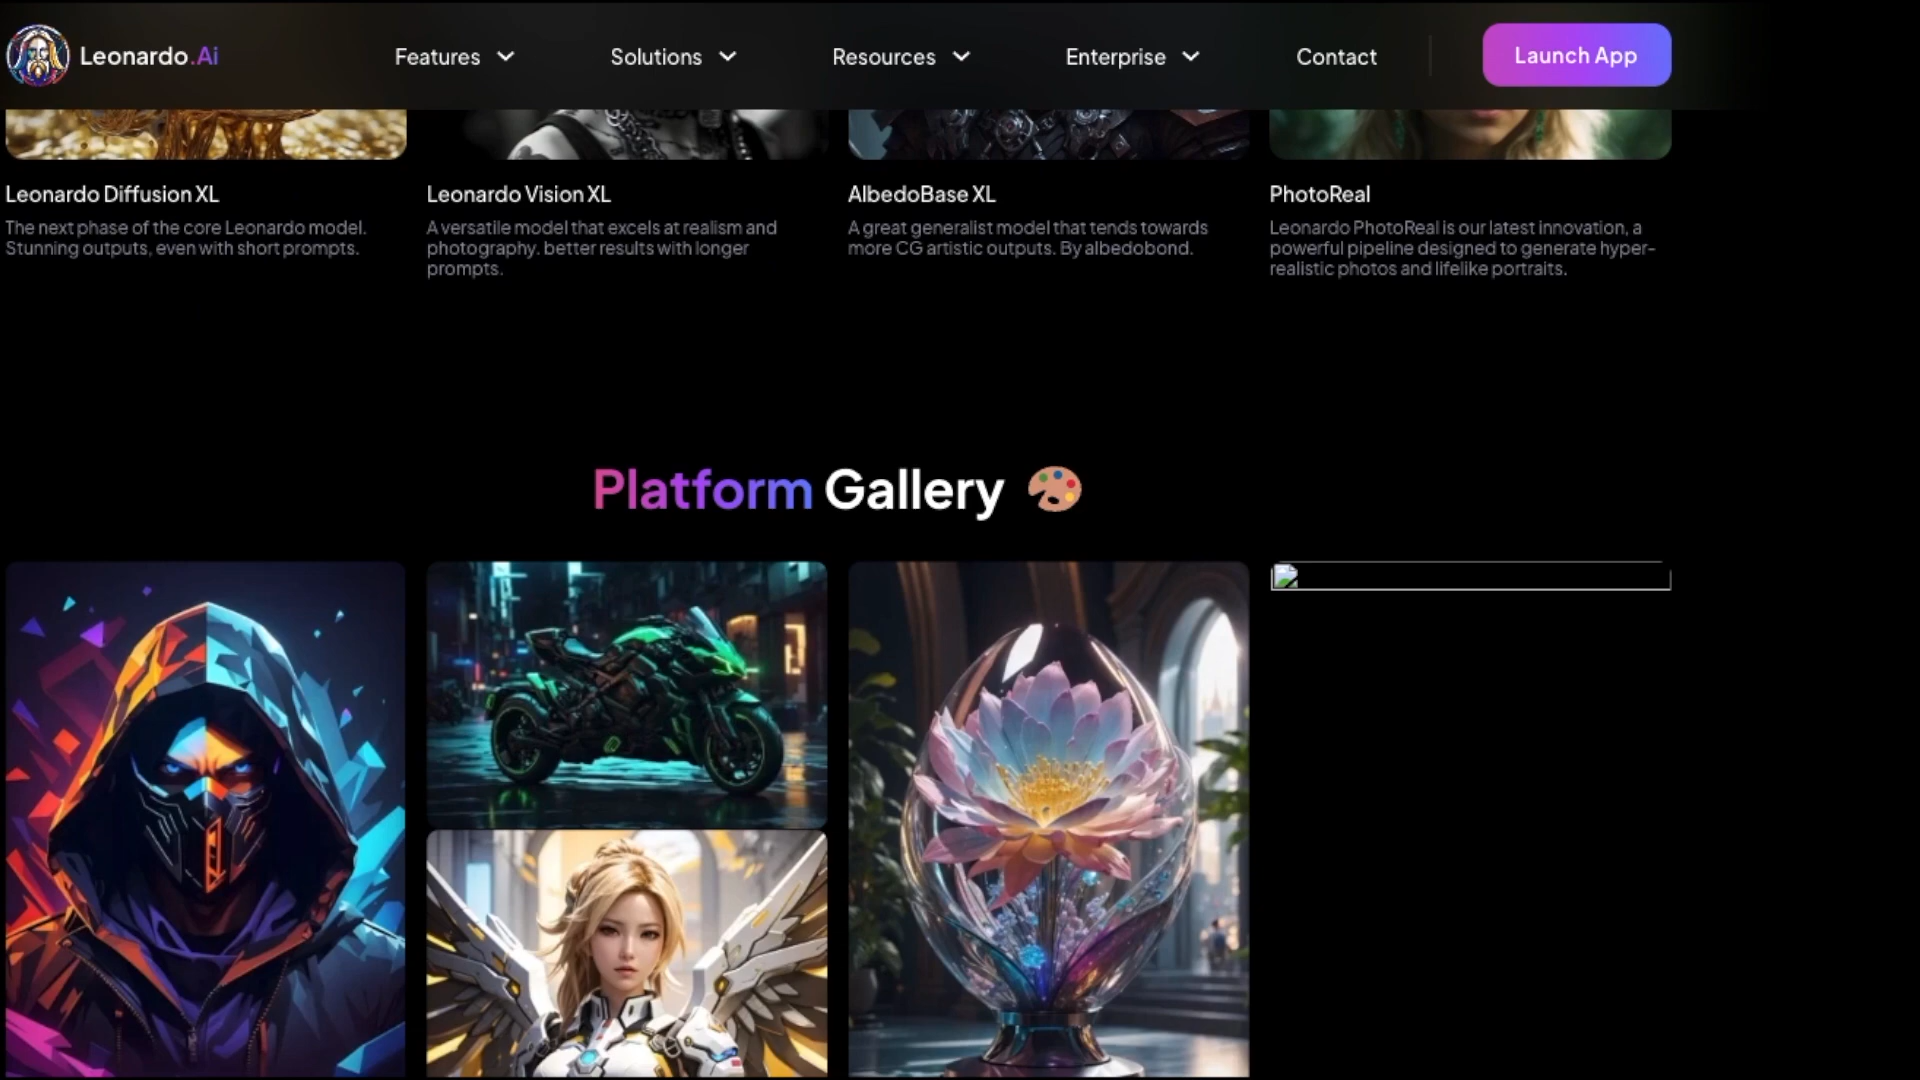 Leonardo.Ai
Features
Solutions
Resources
Enterprise
Contact
Launch App
Leonardo Diffusion XL
The next phase of the core Leonardo model.
Stunning outputs, even with short prompts.
Leonardo Vision XL
A versatile model that excels at realism and
photography. better results with longer
prompts.
AlbedoBase XL
A great generalist model that tends towards
more CG artistic outputs. By albedobond.
PhotoReal
Leonardo PhotoReal is our latest innovation, a
powerful pipeline designed to generate hyper-
realistic photos and lifelike portraits.
Platform Gallery